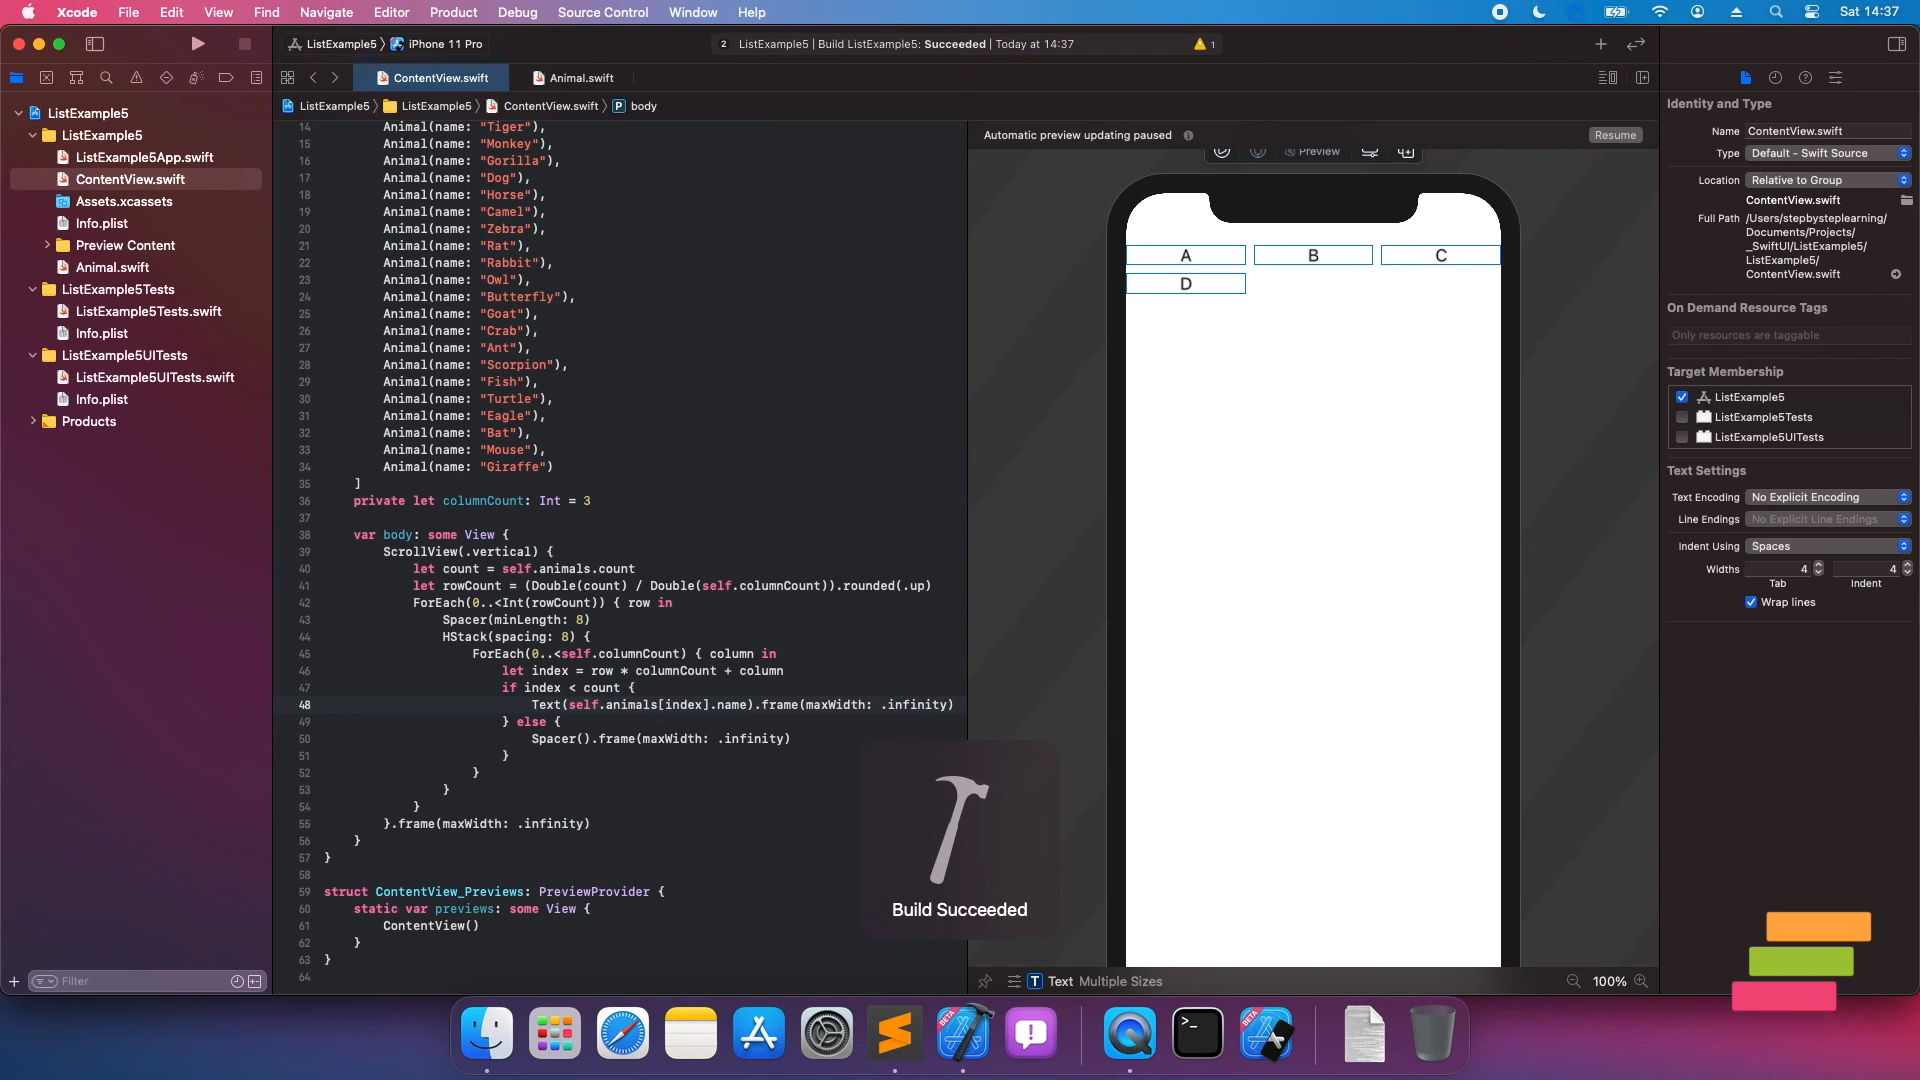 Xcode File Edit View Find Navigate Editor Product Debug Source Control Window Help
Sat 14:37
ListExample5 iPhone 11 Pro
2 ListExample5 | Build ListExample5: Succeeded | Today at 14:37
1
ContentView.swift
Animal.swift
ListExample5 ListExample5 ContentView.swift P body
ListExample5
ListExample5
ListExample5App.swift
ContentView.swift
Assets.xcassets
Info.plist
Preview Content
Animal.swift
ListExample5Tests
ListExample5Tests.swift
Info.plist
ListExample5UITests
ListExample5UITests.swift
Info.plist
Products
Filter
14 Animal(name: "Tiger"),
15 Animal(name: "Monkey"),
16 Animal(name: "Gorilla"),
17 Animal(name: "Dog"),
18 Animal(name: "Horse"),
19 Animal(name: "Camel"),
20 Animal(name: "Zebra"),
21 Animal(name: "Rat"),
22 Animal(name: "Rabbit"),
23 Animal(name: "Owl"),
24 Animal(name: "Butterfly"),
25 Animal(name: "Goat"),
26 Animal(name: "Crab"),
27 Animal(name: "Ant"),
28 Animal(name: "Scorpion"),
29 Animal(name: "Fish"),
30 Animal(name: "Turtle"),
31 Animal(name: "Eagle"),
32 Animal(name: "Bat"),
33 Animal(name: "Mouse"),
34 Animal(name: "Giraffe")
35 ]
36 private let columnCount: Int = 3
37
38 var body: some View {
39 ScrollView(.vertical) {
40 let count = self.animals.count
41 let rowCount = (Double(count) / Double(self.columnCount)).rounded(.up)
42 ForEach(0..<Int(rowCount)) { row in
43 Spacer(minLength: 8)
44 HStack(spacing: 8) {
45 ForEach(0..<self.columnCount) { column in
46 let index = row * columnCount + column
47 if index < count {
48 Text(self.animals[index].name).frame(maxWidth: .infinity)
49 } else {
50 Spacer().frame(maxWidth: .infinity)
51 }
52 }
53 }
54 }
55 }.frame(maxWidth: .infinity)
56 }
57 }
58
59 struct ContentView_Previews: PreviewProvider {
60 static var previews: some View {
61 ContentView()
62 }
63 }
64
Build Succeeded
Automatic preview updating paused
Resume
Preview
A B C
D
T Text Multiple Sizes
100%
Identity and Type
Name ContentView.swift
Type Default - Swift Source
Location Relative to Group
ContentView.swift
Full Path /Users/stepbysteplearning/
Documents/Projects/
_SwiftUI/ListExample5/
ListExample5/
ContentView.swift
On Demand Resource Tags
Only resources are taggable
Target Membership
ListExample5
ListExample5Tests
ListExample5UITests
Text Settings
Text Encoding No Explicit Encoding
Line Endings No Explicit Line Endings
Indent Using Spaces
Widths 4 4
Tab Indent
Wrap lines
BETA
BETA